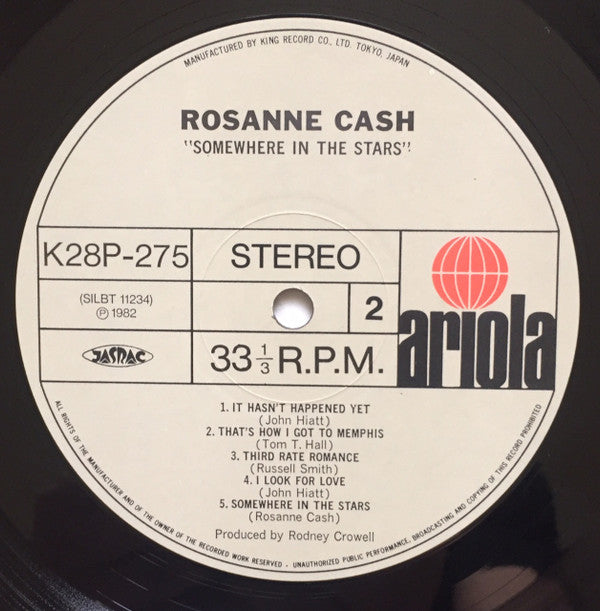 MANUFACTURED BY KING RECORD CO., LTD. TOKYO, JAPAN
ROSANNE CASH
"SOMEWHERE IN THE STARS"
K28P-275
STEREO
(SILBT 11234)
Ⓟ 1982
2
ariola
JASRAC
33 1/3 R.P.M.
1. IT HASN'T HAPPENED YET
(John Hiatt)
2. THAT'S HOW I GOT TO MEMPHIS
(Tom T. Hall)
3. THIRD RATE ROMANCE
(Russell Smith)
4. I LOOK FOR LOVE
(John Hiatt)
5. SOMEWHERE IN THE STARS
(Rosanne Cash)
Produced by Rodney Crowell
ALL RIGHTS OF THE MANUFACTURER AND OF THE OWNER OF THE RECORDED WORK RESERVED - UNAUTHORIZED PUBLIC PERFORMANCE, BROADCASTING AND COPYING OF THIS RECORD PROHIBITED